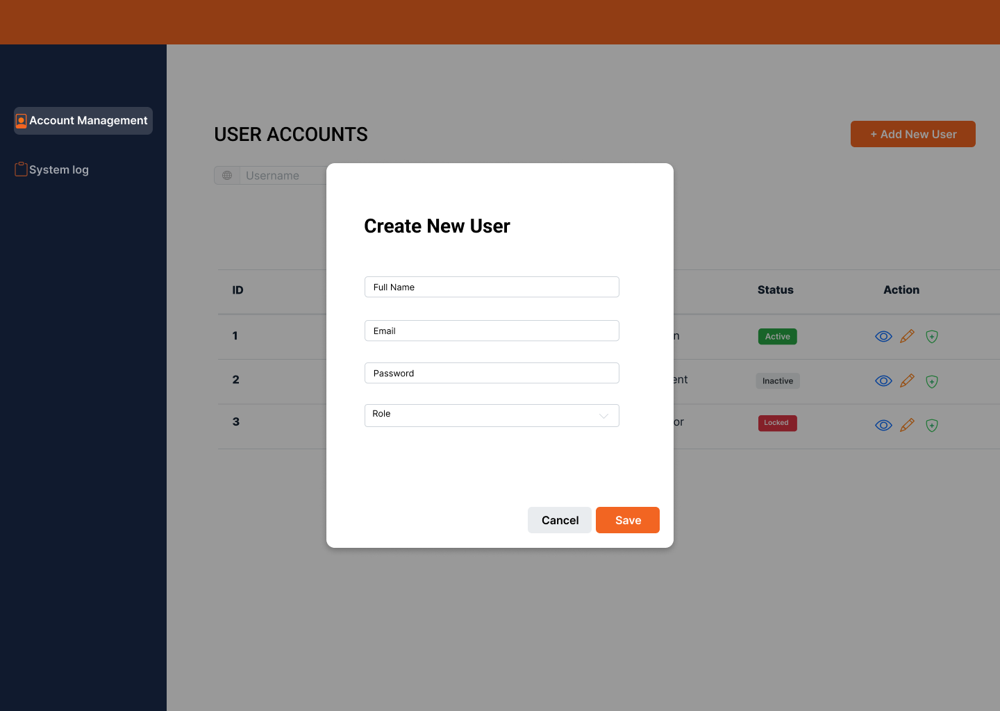 Account Management
System log
USER ACCOUNTS
+ Add New User
Username
Create New User
Full Name
Email
Password
Role
Cancel
Save
ID Status Action
1 n Active
2 ent Inactive
3 or Locked